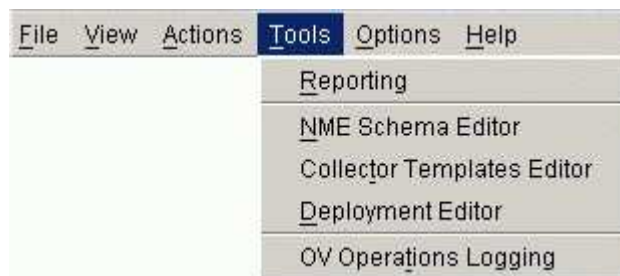 File View Actions Tools Options Help
Reporting
NME Schema Editor
Collector Templates Editor
Deployment Editor
OV Operations Logging